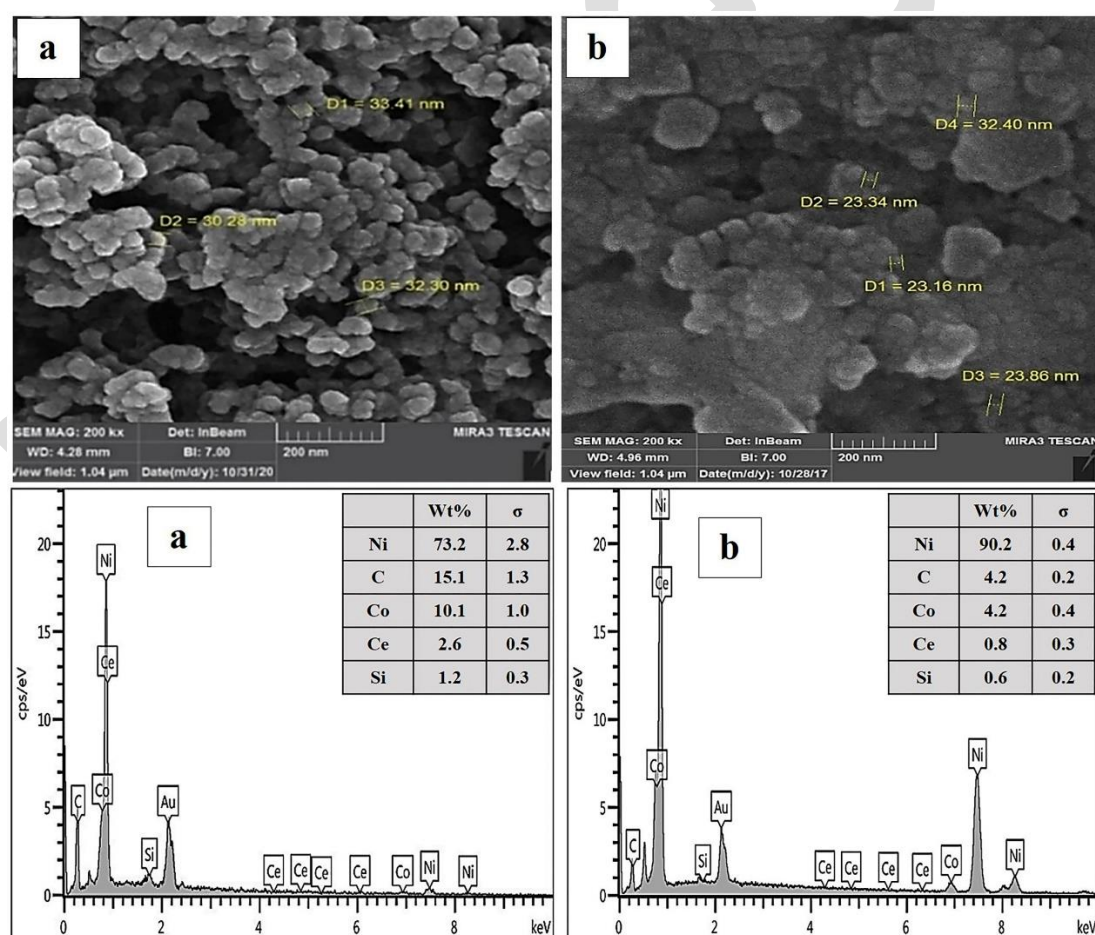 a
D1 = 33.41 nm
D2 = 30.28 nm
D3 = 32.30 nm
SEM MAG: 200 kx Det: InBeam MIRA3 TESCAN
WD: 4.28 mm BI: 7.00 200 nm
View field: 1.04 µm Date(m/d/y): 10/31/20
b
D4 = 32.40 nm
D2 = 23.34 nm
D1 = 23.16 nm
D3 = 23.86 nm
SEM MAG: 200 kx Det: InBeam MIRA3 TESCAN
WD: 4.96 mm BI: 7.00 200 nm
View field: 1.04 µm Date(m/d/y): 10/28/17
a
Wt% σ
Ni 73.2 2.8
C 15.1 1.3
Co 10.1 1.0
Ce 2.6 0.5
Si 1.2 0.3
cps/eV
20
15
10
5
0
Ni
Ce
Co
C
Si
Au
Ce Ce Ce Ce Co Ni Ni
0 2 4 6 8 keV
b
Wt% σ
Ni 90.2 0.4
C 4.2 0.2
Co 4.2 0.4
Ce 0.8 0.3
Si 0.6 0.2
cps/eV
20
15
10
5
0
Ni
Ce
Co
C
Si
Au
Ce Ce Ce Ce Co Ni Ni
0 2 4 6 8 keV